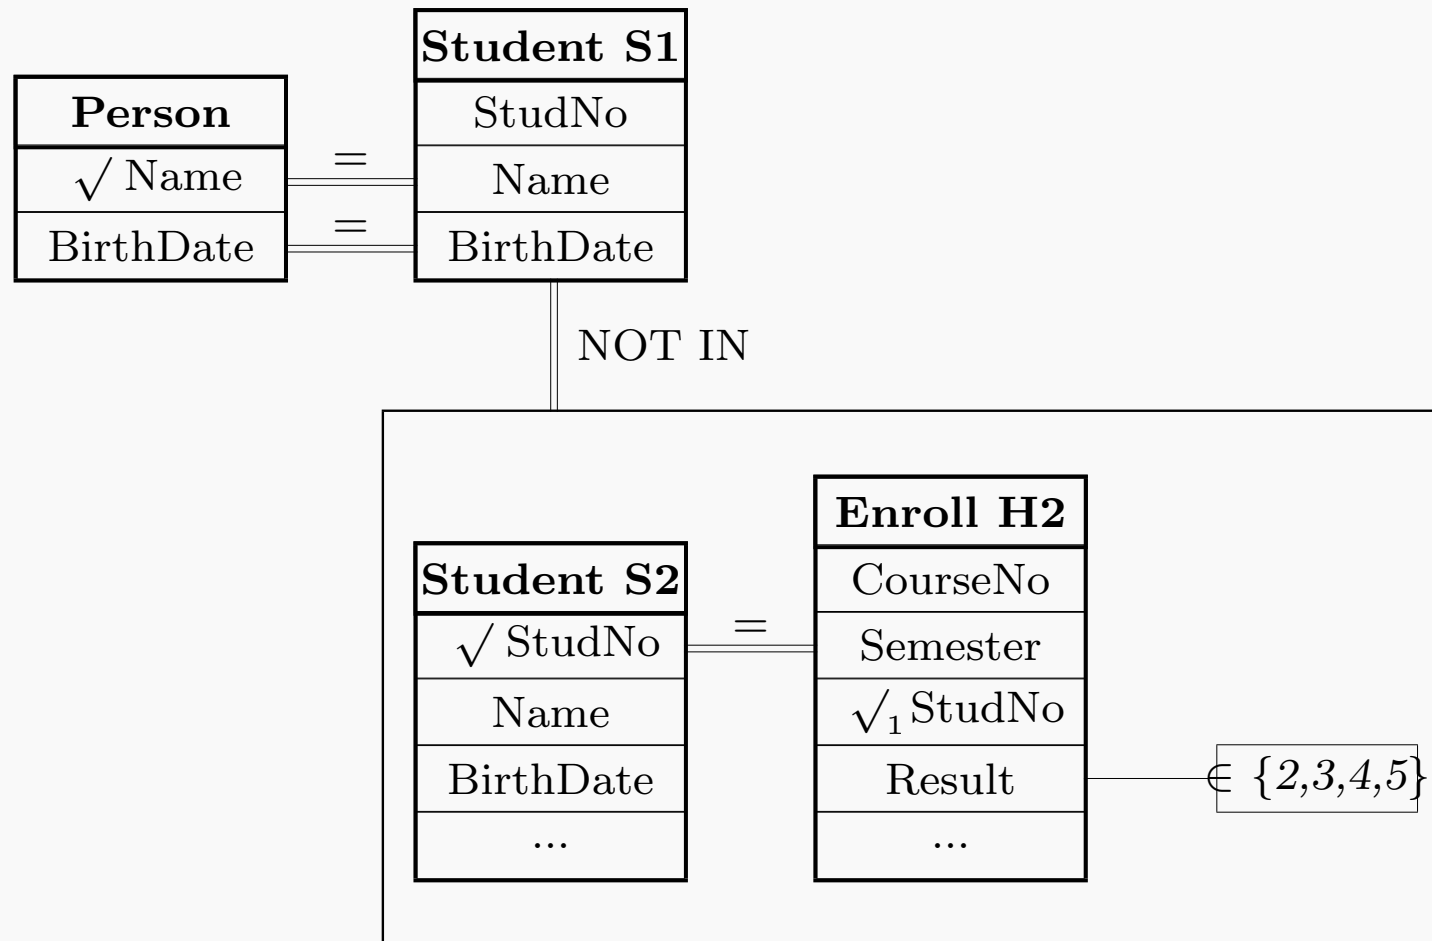 Student S1
StudNo
Name
BirthDate
Person
√ Name
BirthDate
=
=
NOT IN
Student S2
√ StudNo
Name
BirthDate
...
=
Enroll H2
CourseNo
Semester
√₁ StudNo
Result
...
∈ {2,3,4,5}